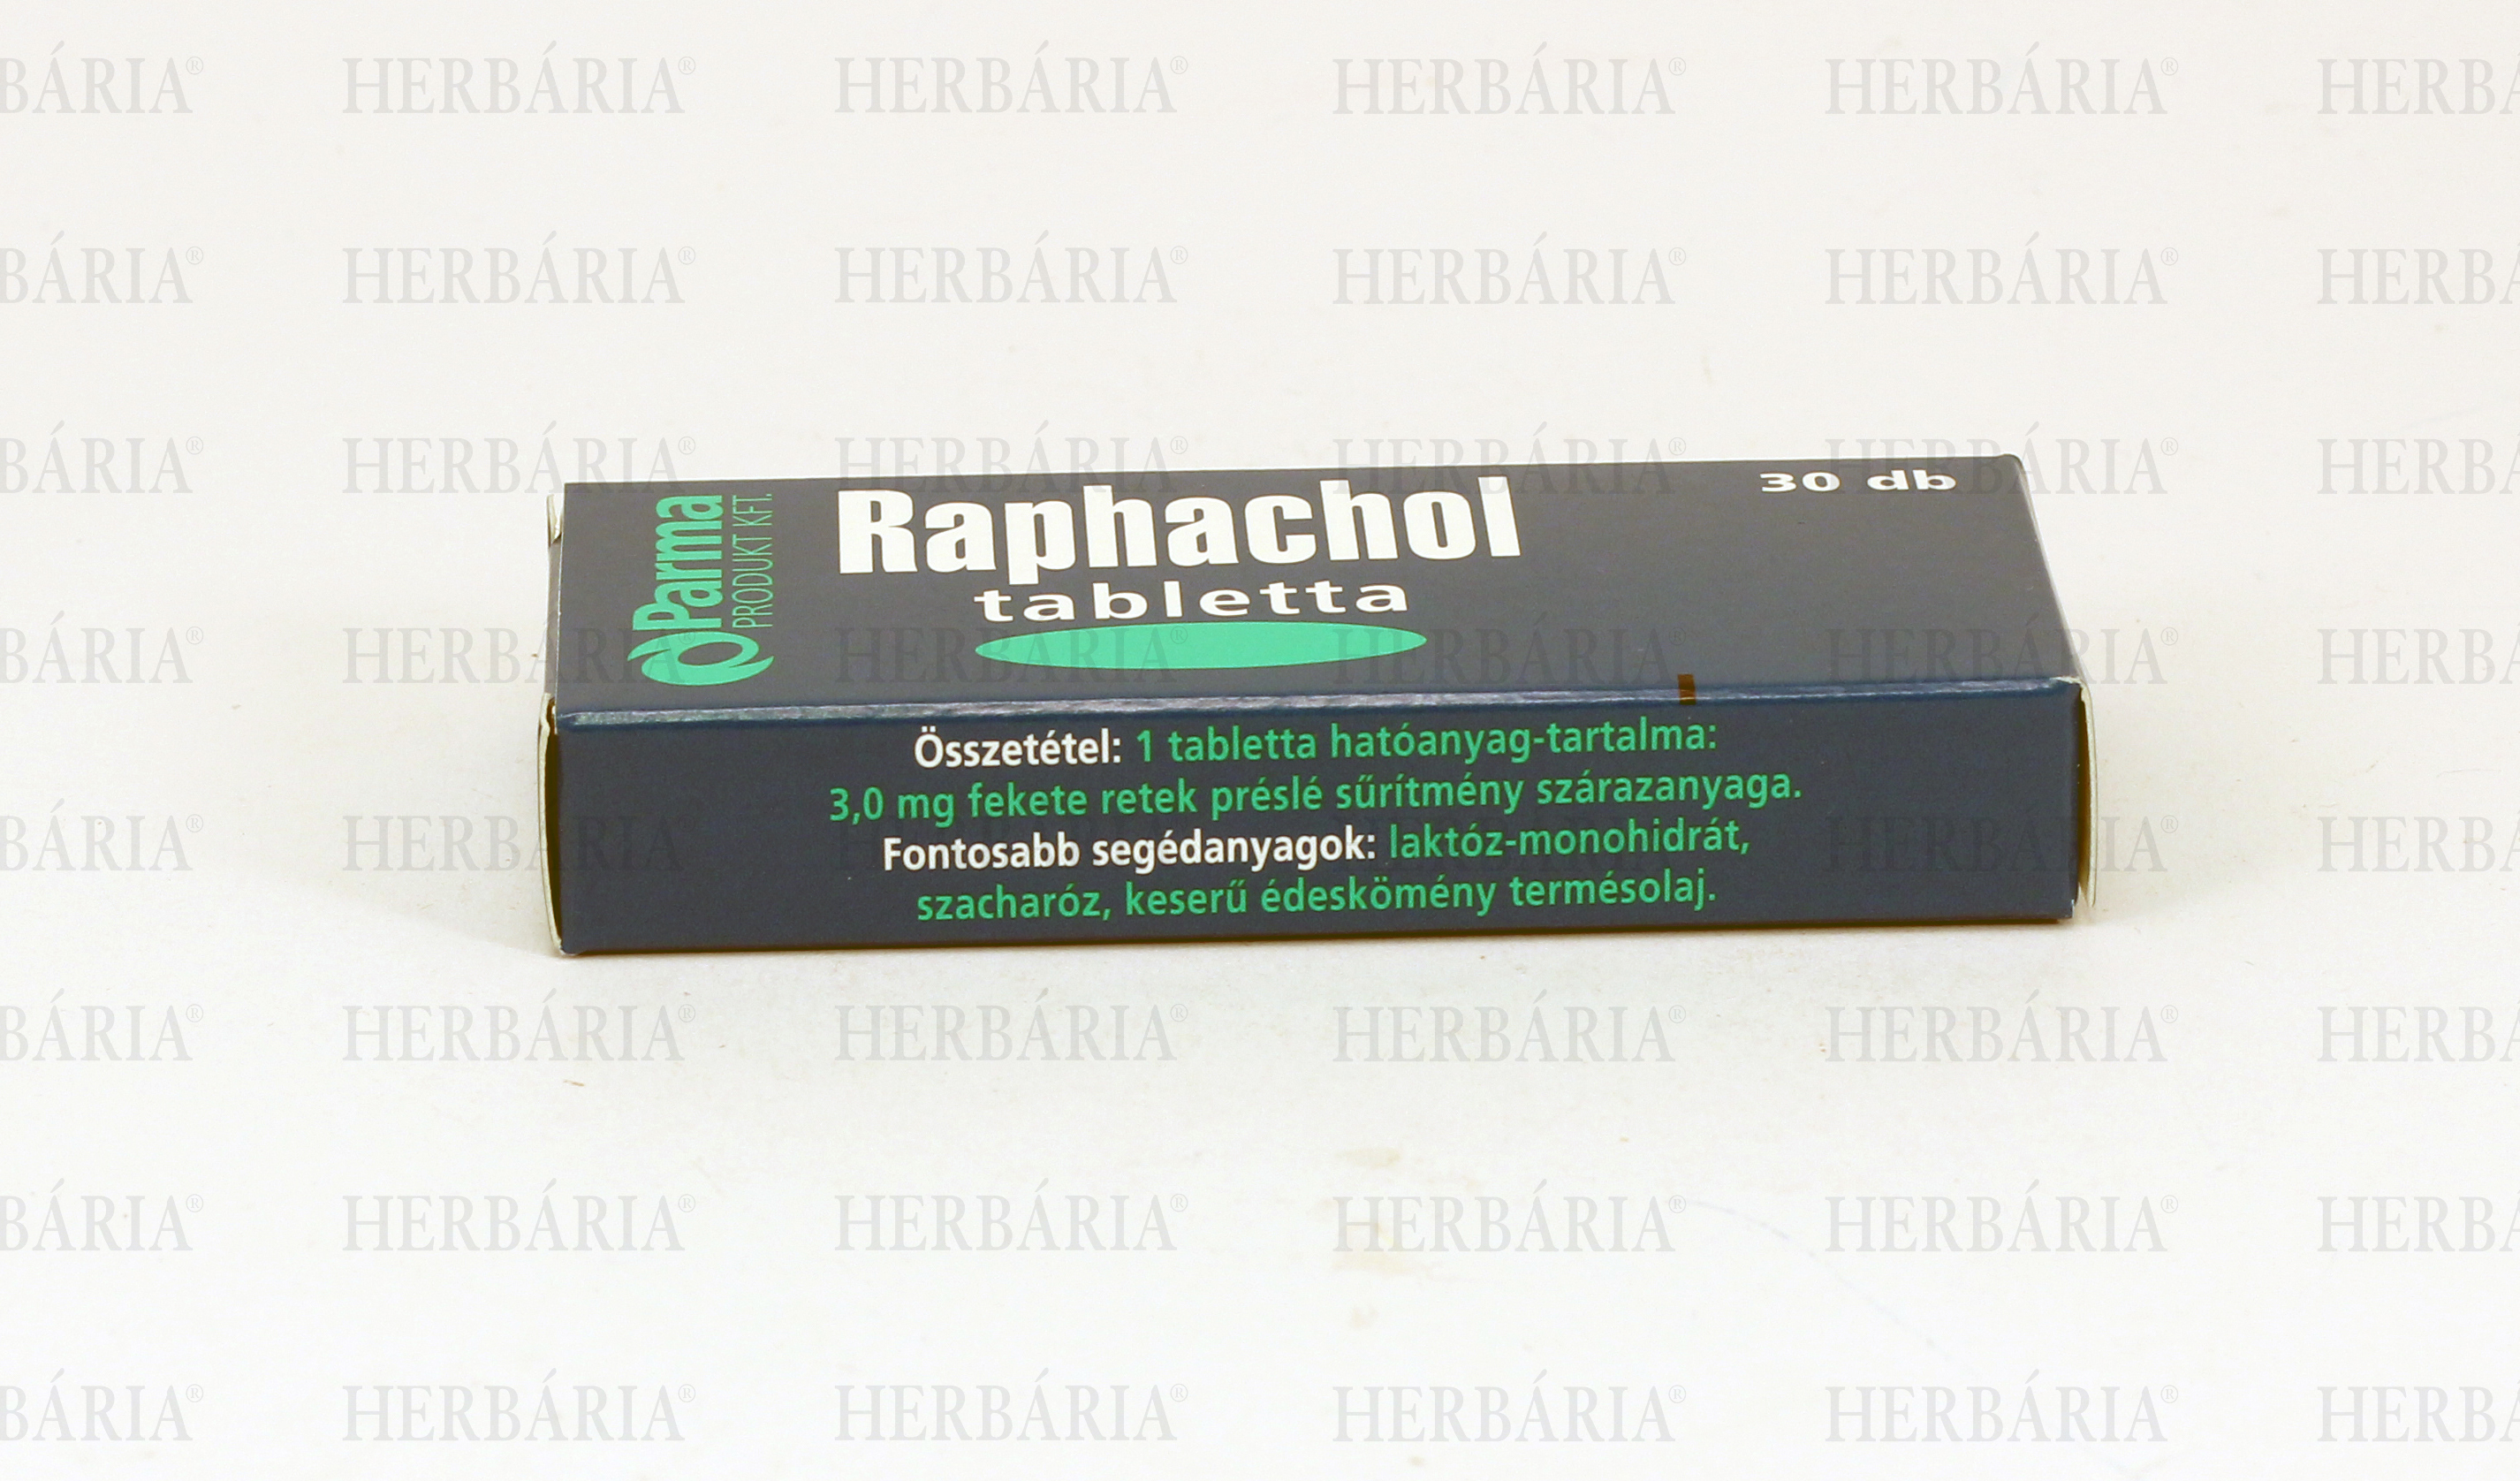 Parma
PRODUKT KFT.
Raphachol
tabletta
30 db
Összetétel: 1 tabletta hatóanyag-tartalma:
3,0 mg fekete retek préslé sűrítmény szárazanyaga.
Fontosabb segédanyagok: laktóz-monohidrát,
szacharóz, keserű édeskömény termésolaj.
HERBÁRIA®